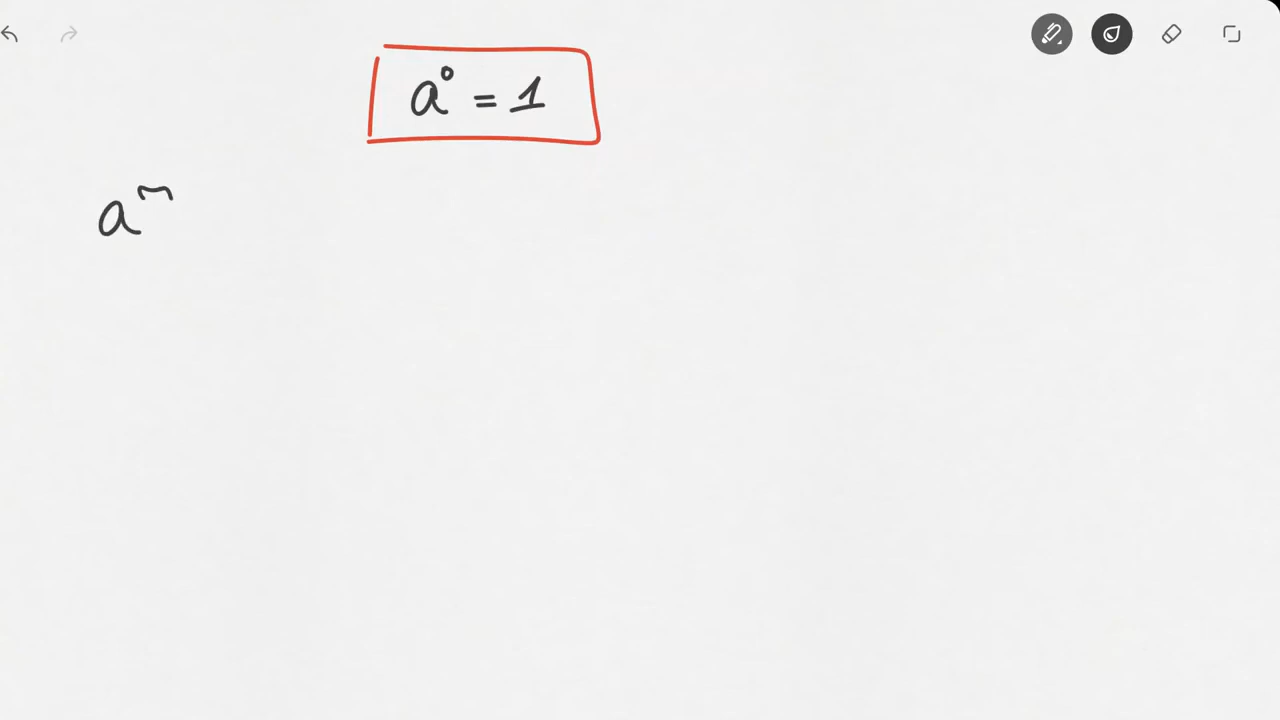 a⁰ = 1
aᵐ